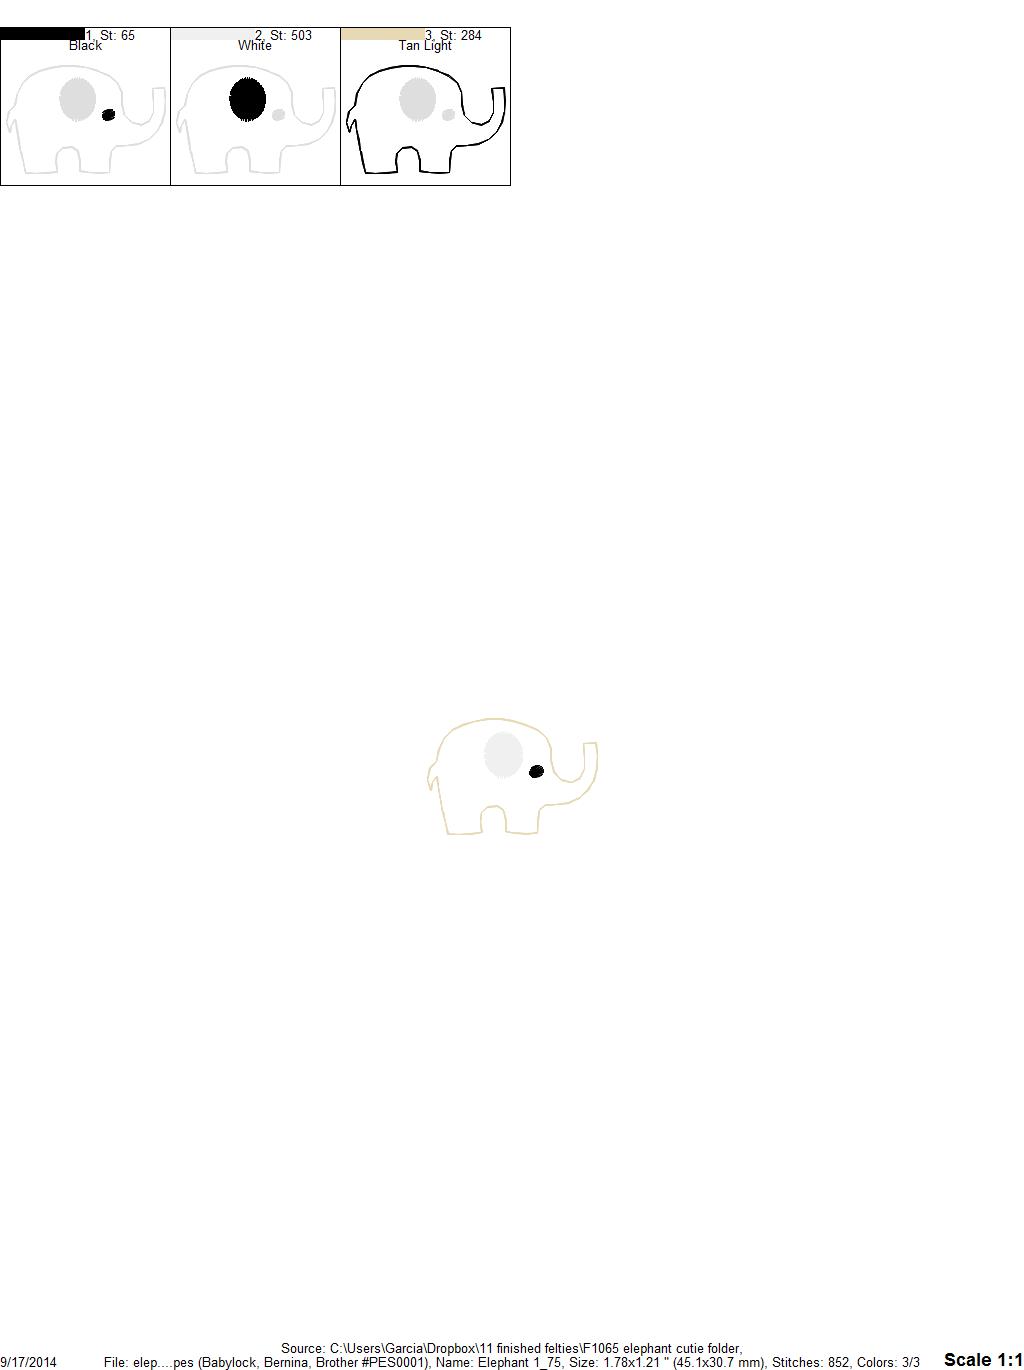 1, St: 65
Black
2, St: 503
White
3, St: 284
Tan Light
Source: C:\Users\Garcia\Dropbox\11 finished felties\F1065 elephant cutie folder,
9/17/2014 File: elep....pes (Babylock, Bernina, Brother #PES0001), Name: Elephant 1_75, Size: 1.78x1.21 " (45.1x30.7 mm), Stitches: 852, Colors: 3/3 Scale 1:1